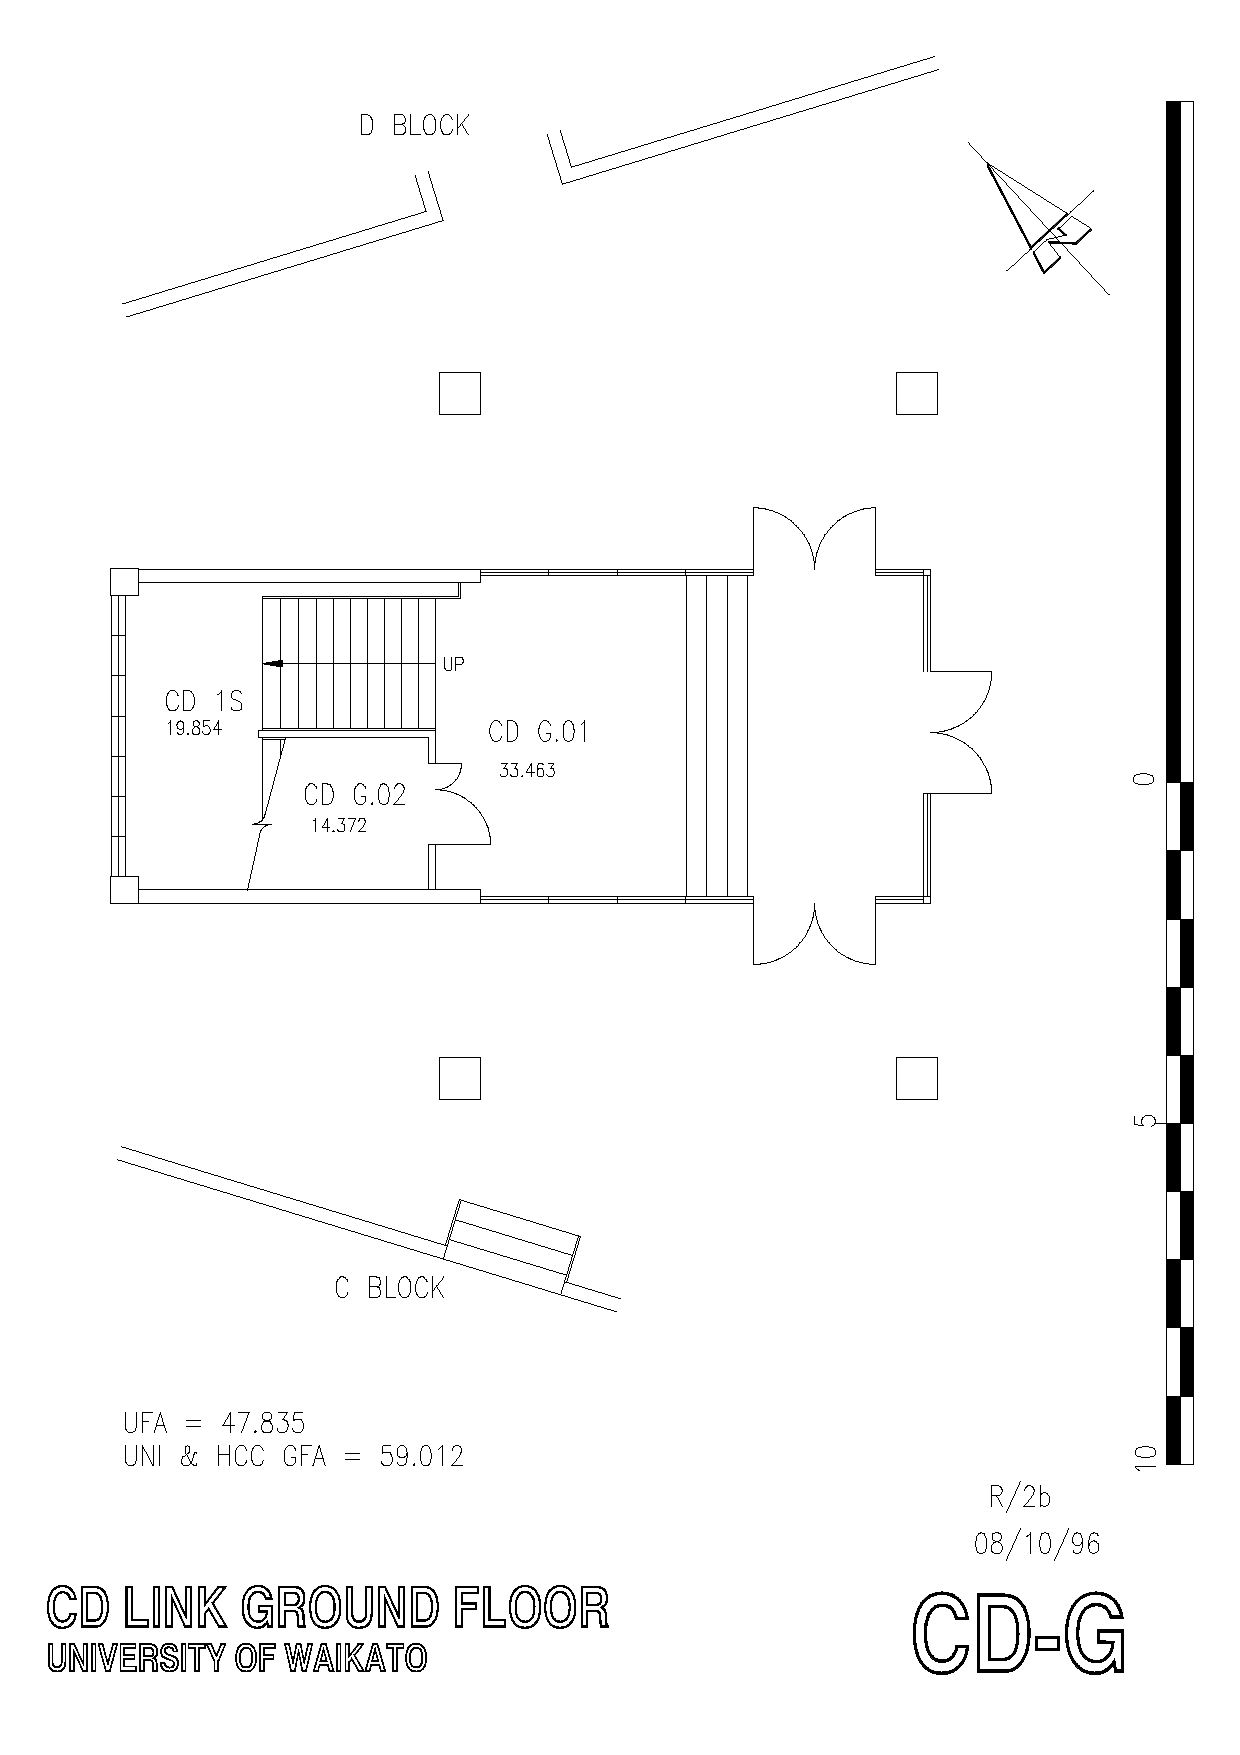 D BLOCK
N
UP
CD 1S
19.854
CD G.01
33.463
CD G.02
14.372
0
5
10
C BLOCK
UFA = 47.835
UNI & HCC GFA = 59.012
R/2b
08/10/96
CD LINK GROUND FLOOR
UNIVERSITY OF WAIKATO
CD-G